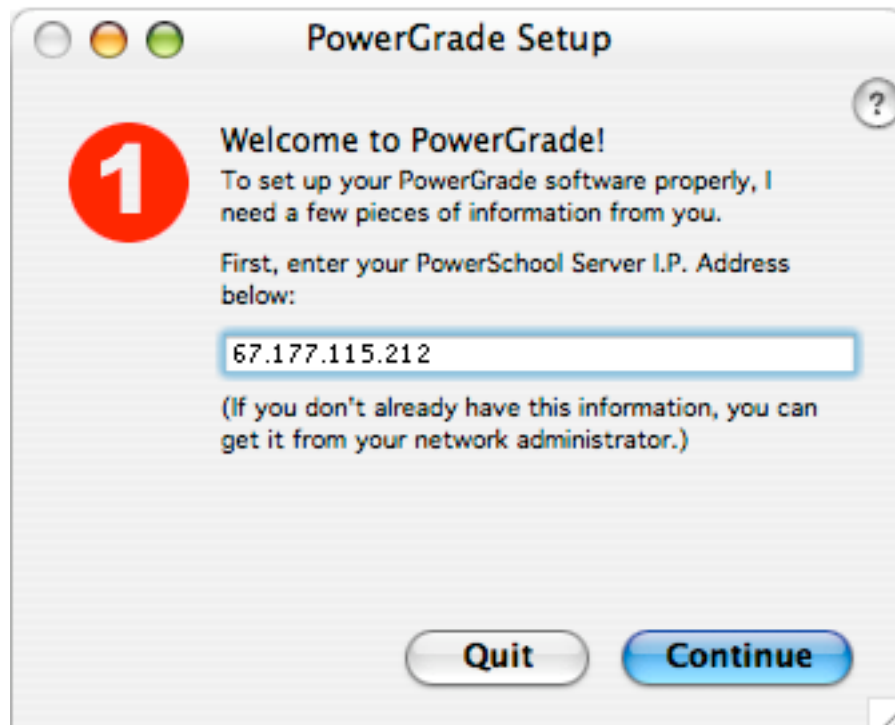 PowerGrade Setup
?
1
Welcome to PowerGrade!
To set up your PowerGrade software properly, I
need a few pieces of information from you.
First, enter your PowerSchool Server I.P. Address
below:
67.177.115.212
(If you don't already have this information, you can
get it from your network administrator.)
Quit
Continue